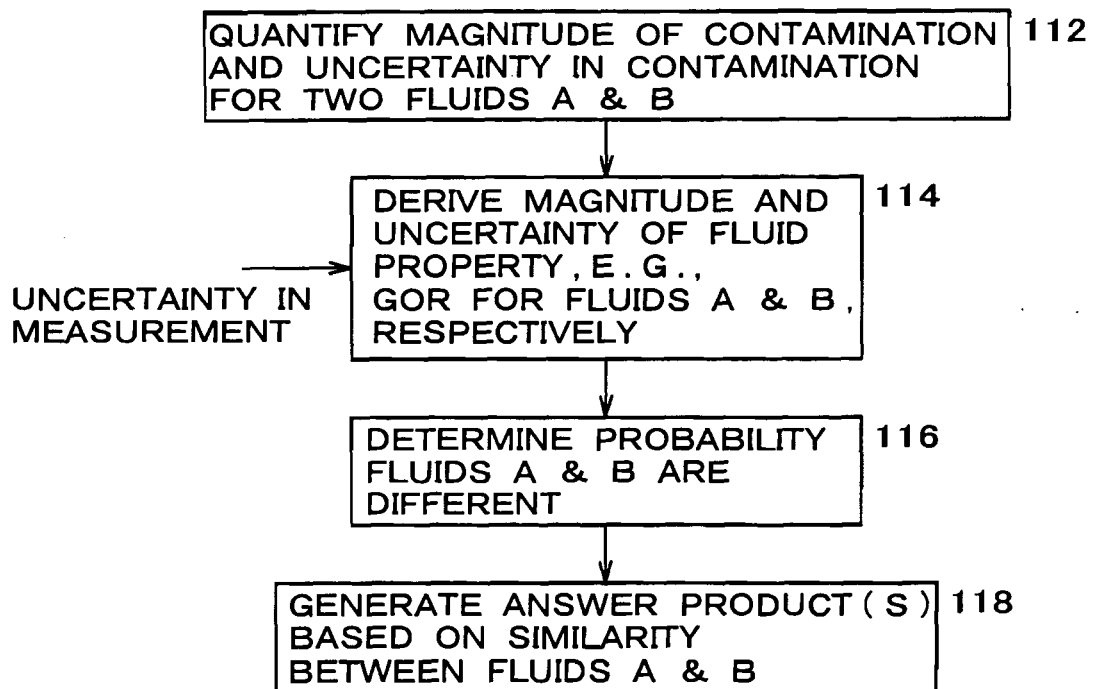 QUANTIFY MAGNITUDE OF CONTAMINATION
AND UNCERTAINTY IN CONTAMINATION
FOR TWO FLUIDS A & B
112
DERIVE MAGNITUDE AND
UNCERTAINTY OF FLUID
PROPERTY, E.G.,
GOR FOR FLUIDS A & B,
RESPECTIVELY
114
UNCERTAINTY IN
MEASUREMENT
DETERMINE PROBABILITY
FLUIDS A & B ARE
DIFFERENT
116
GENERATE ANSWER PRODUCT(S)
BASED ON SIMILARITY
BETWEEN FLUIDS A & B
118